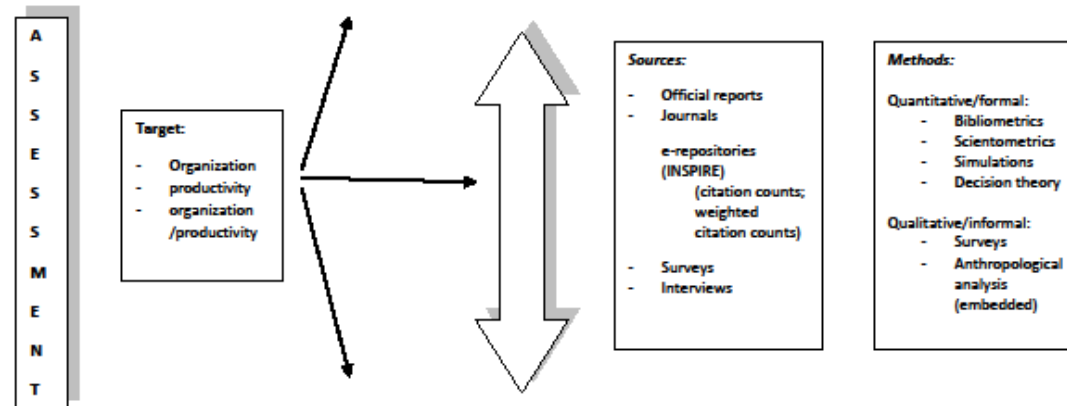 A
S
S
E
S
S
M
E
N
T
Target:
- Organization
- productivity
- organization
/productivity
Sources:
- Official reports
- Journals
e-repositories
(INSPIRE)
(citation counts;
weighted
citation counts)
- Surveys
- Interviews
Methods:
Quantitative/formal:
- Bibliometrics
- Scientometrics
- Simulations
- Decision theory
Qualitative/informal:
- Surveys
- Anthropological
analysis
(embedded)